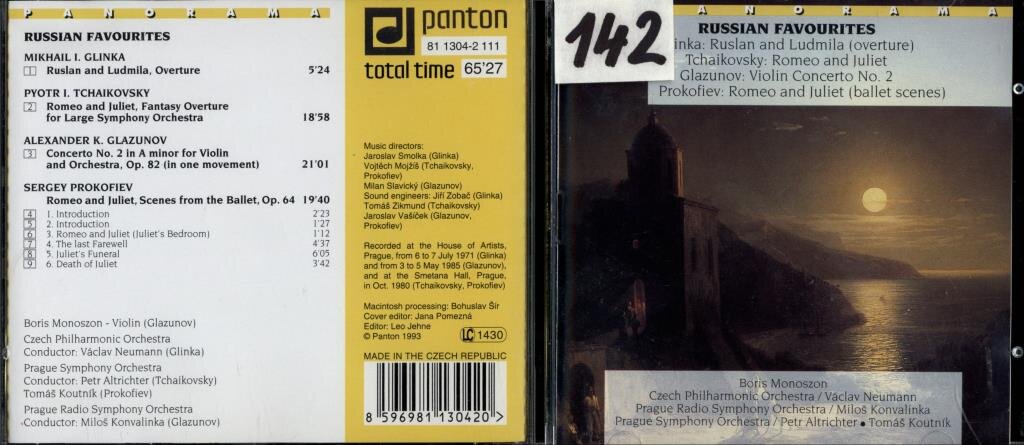 PANORAMA
RUSSIAN FAVOURITES
MIKHAIL I. GLINKA
1 Ruslan and Ludmila, Overture 5'24
PYOTR I. TCHAIKOVSKY
2 Romeo and Juliet, Fantasy Overture
for Large Symphony Orchestra 18'58
ALEXANDER K. GLAZUNOV
3 Concerto No. 2 in A minor for Violin
and Orchestra, Op. 82 (in one movement) 21'01
SERGEY PROKOFIEV
Romeo and Juliet, Scenes from the Ballet, Op. 64 19'40
4 1. Introduction 2'23
5 2. Introduction 1'27
6 3. Romeo and Juliet (Juliet's Bedroom) 1'12
7 4. The last Farewell 4'37
8 5. Juliet's Funeral 6'05
9 6. Death of Juliet 3'42
Boris Monoszon - Violin (Glazunov)
Czech Philharmonic Orchestra
Conductor: Václav Neumann (Glinka)
Prague Symphony Orchestra
Conductor: Petr Altrichter (Tchaikovsky)
Tomáš Koutník (Prokofiev)
Prague Radio Symphony Orchestra
Conductor: Miloš Konvalinka (Glazunov)
panton
81 1304-2 111
total time 65'27
Music directors:
Jaroslav Smolka (Glinka)
Vojtěch Mojžíš (Tchaikovsky,
Prokofiev)
Milan Slavický (Glazunov)
Sound engineers: Jiří Zobač (Glinka)
Tomáš Zikmund (Tchaikovsky)
Jaroslav Vašíček (Glazunov,
Prokofiev)
Recorded at the House of Artists,
Prague, from 6 to 7 July 1971 (Glinka)
and from 3 to 5 May 1985 (Glazunov),
and at the Smetana Hall, Prague,
in Oct. 1980 (Tchaikovsky, Prokofiev)
Macintosh processing: Bohuslav Šír
Cover editor: Jana Pomezná
Editor: Leo Jehne
© Panton 1993
LC 1430
MADE IN THE CZECH REPUBLIC
8 596981 130420 >
142
NORAMA
RUSSIAN FAVOURITES
linka: Ruslan and Ludmila (overture)
Tchaikovsky: Romeo and Juliet
Glazunov: Violin Concerto No. 2
Prokofiev: Romeo and Juliet (ballet scenes)
Boris Monoszon
Czech Philharmonic Orchestra / Václav Neumann
Prague Radio Symphony Orchestra / Miloš Konvalinka
Prague Symphony Orchestra / Petr Altrichter • Tomáš Koutník